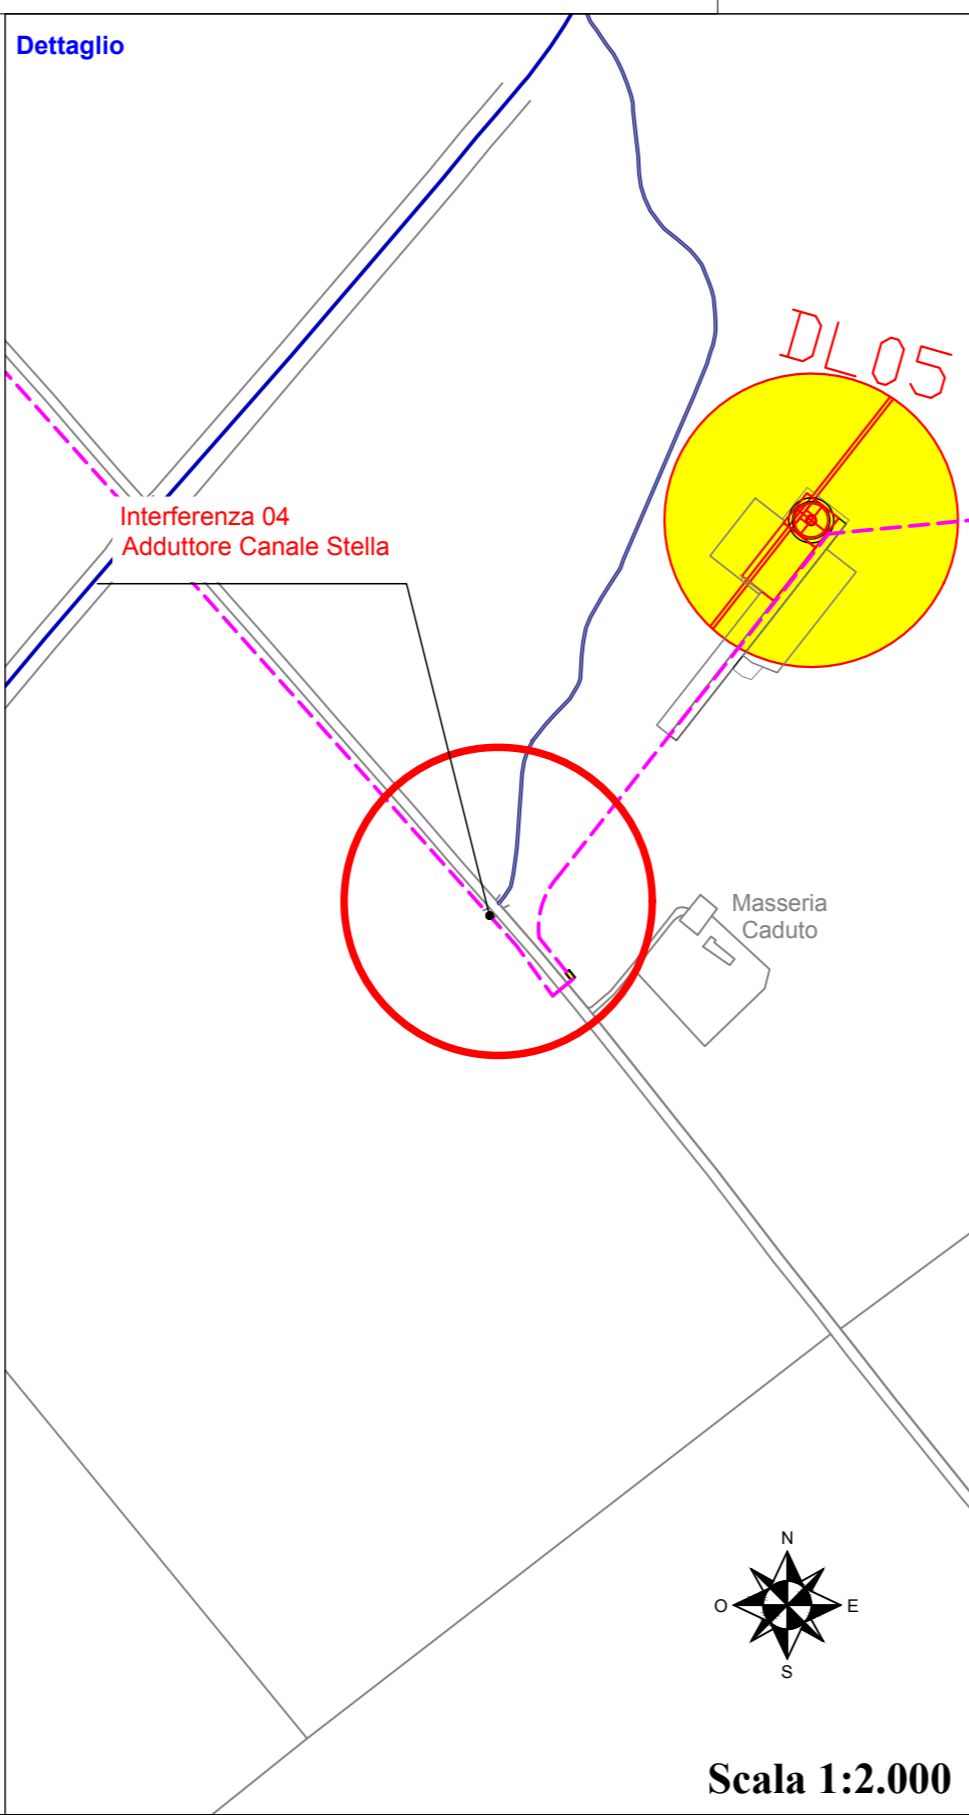 Dettaglio
DL05
Interferenza 04
Adduttore Canale Stella
Masseria
Caduto
N
O
E
S
Scala 1:2.000